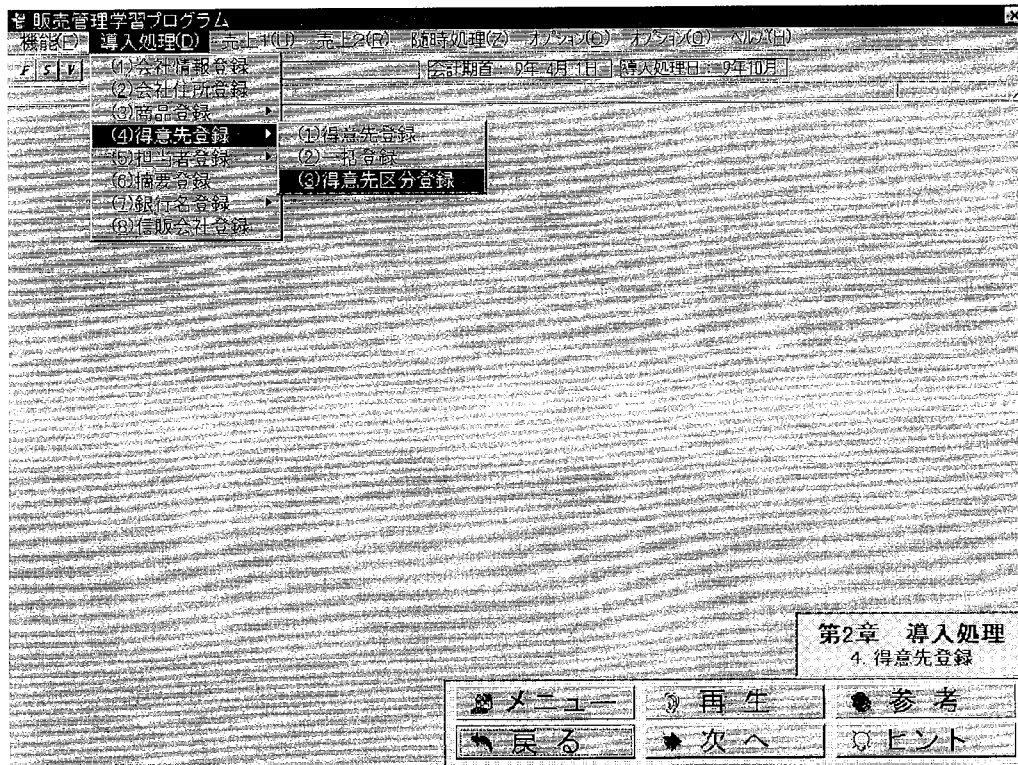 販売管理学習プログラム
機能(F) 導入処理(D) 売上1(U) 売上2(R) 随時処理(Z) オプション(O) オプション(O) ヘルプ(H)
F S V 会計期首: 9年 4月 1日 導入処理日: 9年10月
(1)会社情報登録
(2)会社住所登録
(3)商品登録
(4)得意先登録
(5)担当者登録
(6)摘要登録
(7)銀行名登録
(8)信販会社登録
(1)得意先登録
(2)一括登録
(3)得意先区分登録
第2章 導入処理
4. 得意先登録
メニュー 再生 参考
戻る 次へ ヒント